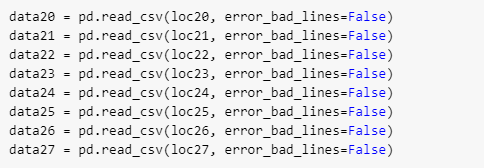 data20 = pd.read_csv(loc20, error_bad_lines=False)
data21 = pd.read_csv(loc21, error_bad_lines=False)
data22 = pd.read_csv(loc22, error_bad_lines=False)
data23 = pd.read_csv(loc23, error_bad_lines=False)
data24 = pd.read_csv(loc24, error_bad_lines=False)
data25 = pd.read_csv(loc25, error_bad_lines=False)
data26 = pd.read_csv(loc26, error_bad_lines=False)
data27 = pd.read_csv(loc27, error_bad_lines=False)